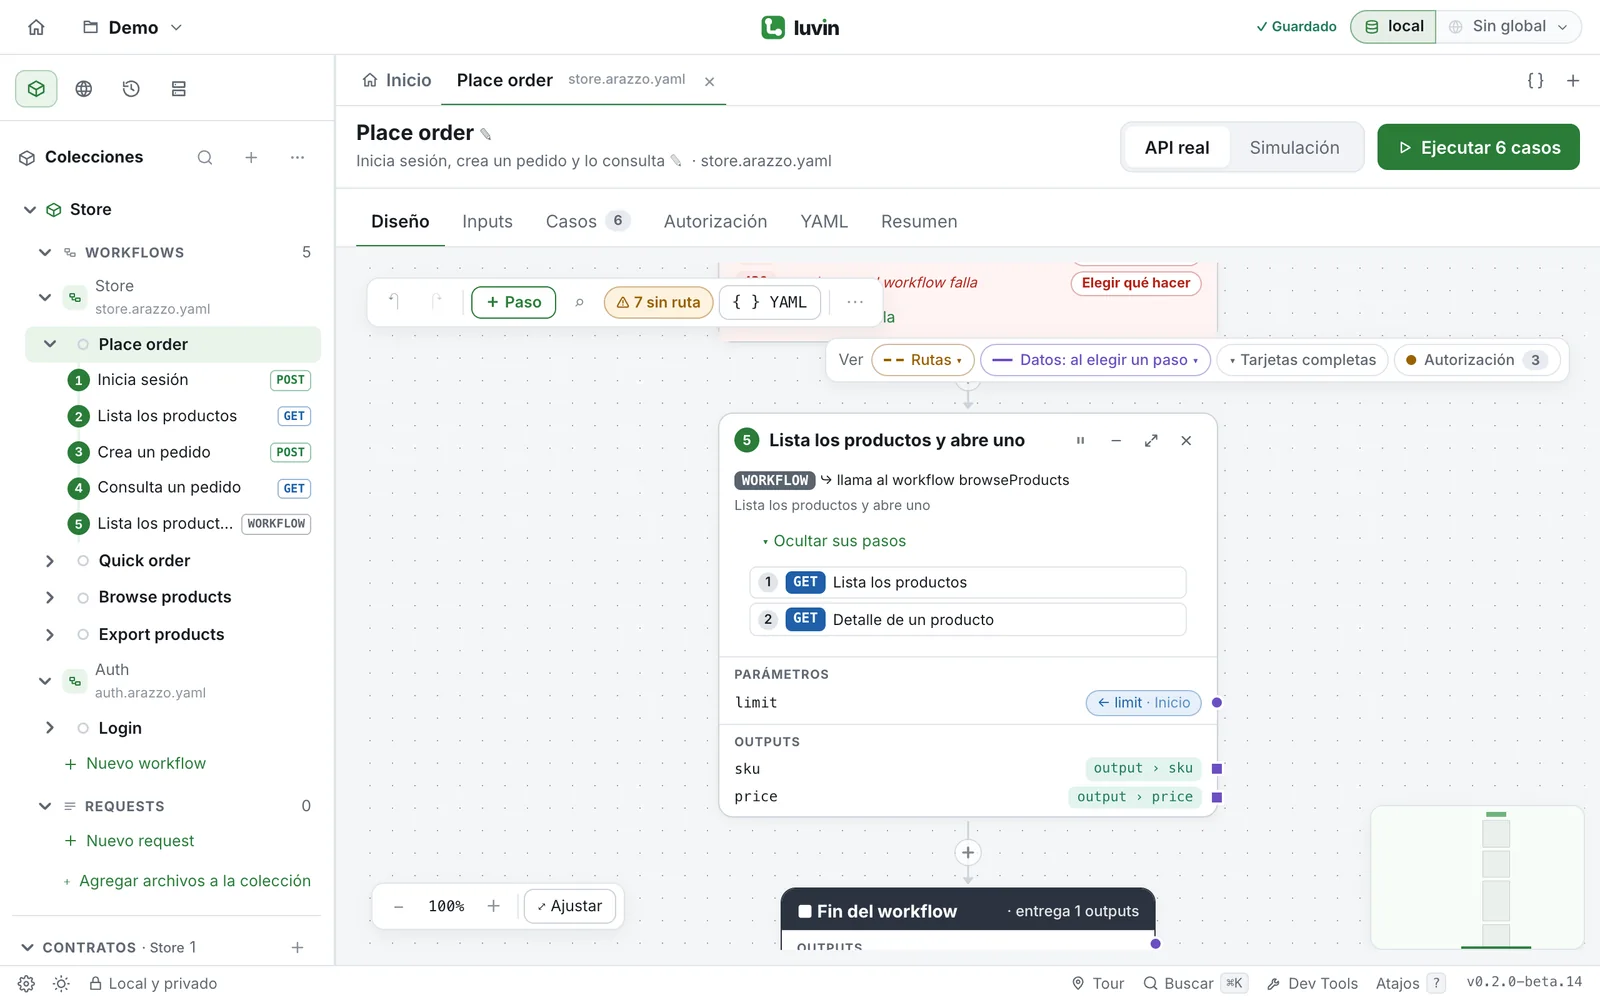 Demo
luvin
✓ Guardado
local
Sin global
Inicio
Place order store.arazzo.yaml
{}
Colecciones
Store
WORKFLOWS 5
Store
store.arazzo.yaml
Place order
1 Inicia sesión POST
2 Lista los productos GET
3 Crea un pedido POST
4 Consulta un pedido GET
5 Lista los product... WORKFLOW
Quick order
Browse products
Export products
Auth
auth.arazzo.yaml
Login
+ Nuevo workflow
REQUESTS 0
+ Nuevo request
+ Agregar archivos a la colección
CONTRATOS · Store 1
Place order
Inicia sesión, crea un pedido y lo consulta · store.arazzo.yaml
API real
Simulación
Ejecutar 6 casos
Diseño
Inputs
Casos 6
Autorización
YAML
Resumen
workflow falla
Elegir qué hacer
la
+ Paso
7 sin ruta
{ } YAML
Ver
Rutas
Datos: al elegir un paso
Tarjetas completas
Autorización 3
5 Lista los productos y abre uno
WORKFLOW ↪ llama al workflow browseProducts
Lista los productos y abre uno
Ocultar sus pasos
1 GET Lista los productos
2 GET Detalle de un producto
PARÁMETROS
limit ← limit · Inicio
OUTPUTS
sku output › sku
price output › price
Fin del workflow · entrega 1 outputs
OUTPUTS
− 100% +
Ajustar
Local y privado
Tour
Buscar ⌘K
Dev Tools
Atajos ?
v0.2.0-beta.14